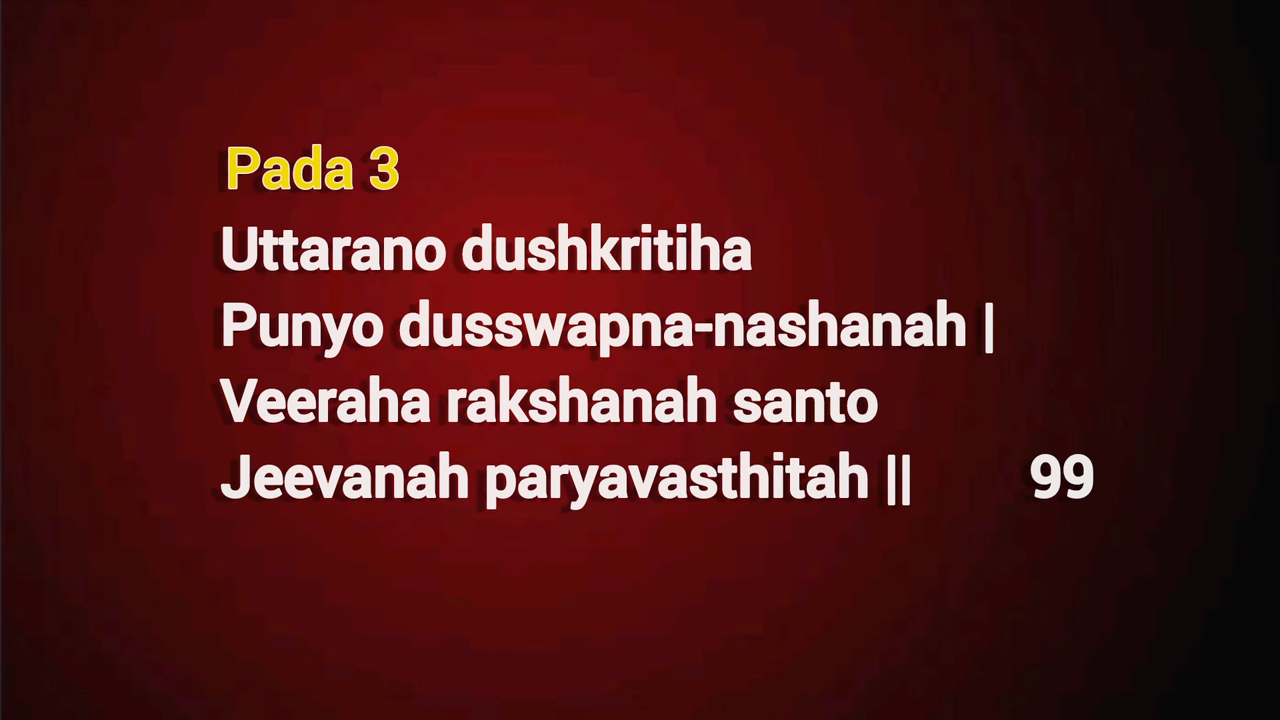 Pada 3
Uttarano dushkritiha
Punyo dusswapna-nashanah |
Veeraha rakshanah santo
Jeevanah paryavasthitah || 99